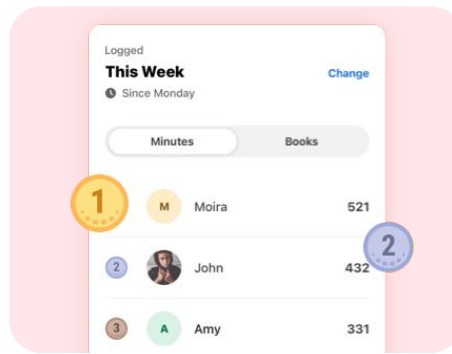 Logged
This Week
Change
Since Monday
Minutes Books
1 M Moira 521
2 John 432 2
3 A Amy 331